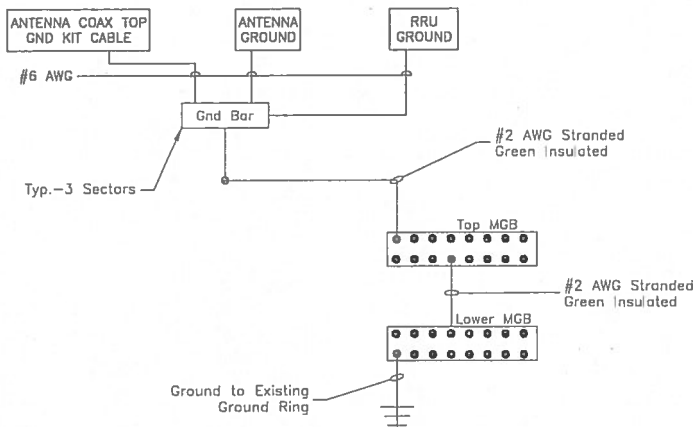 ANTENNA COAX TOP
GND KIT CABLE
ANTENNA
GROUND
RRU
GROUND
#6 AWG
Gnd Bar
#2 AWG Stranded
Green Insulated
Typ.-3 Sectors
Top MGB
#2 AWG Stranded
Green Insulated
Lower MGB
Ground to Existing
Ground Ring